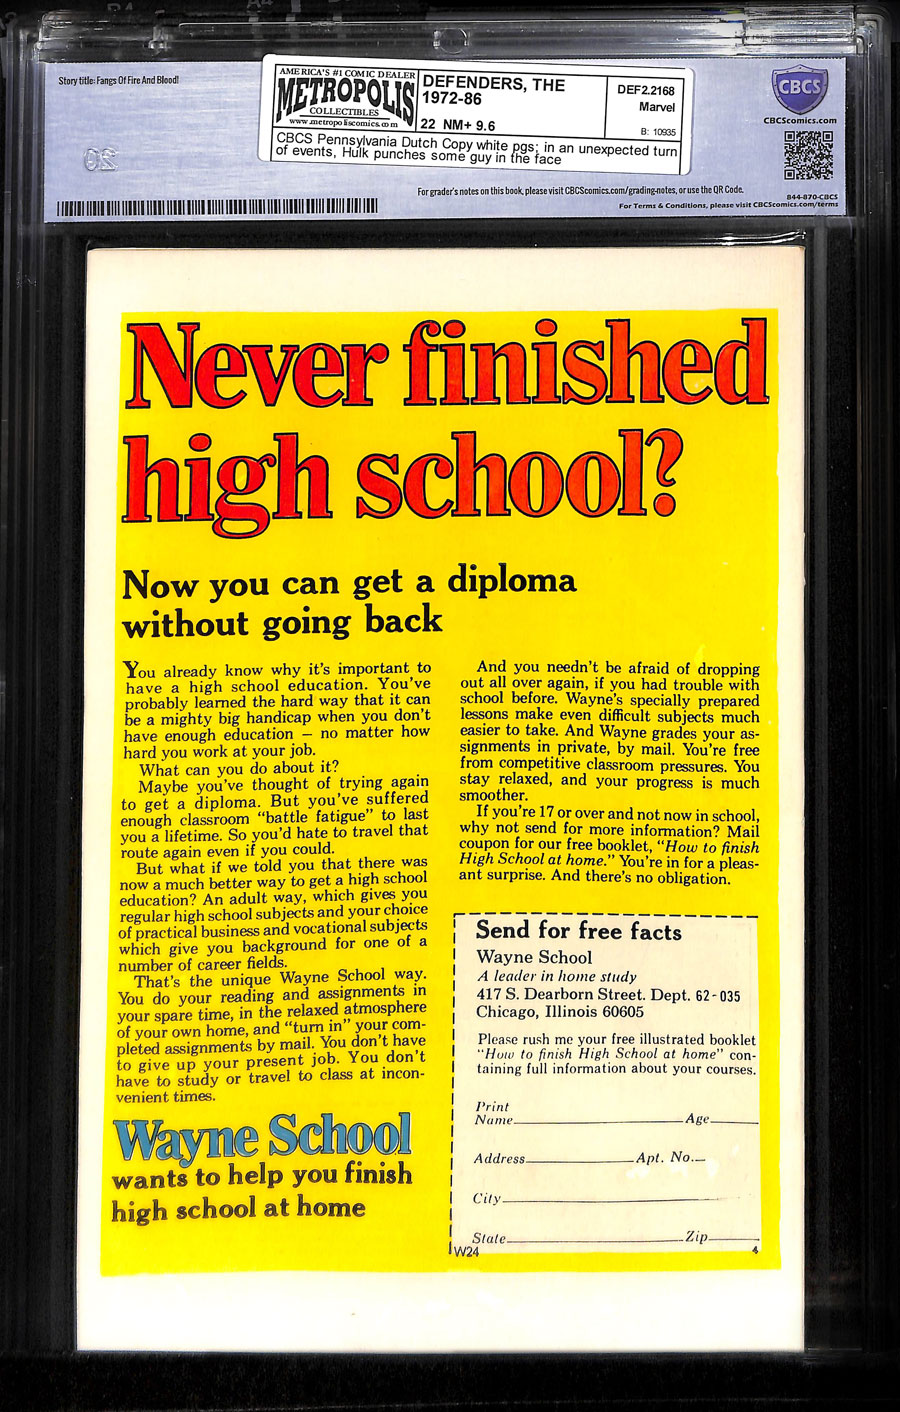 Story title: Fangs Of Fire And Blood!
AMERICA'S #1 COMIC DEALER
METROPOLIS
COLLECTIBLES
www.metropoliscomics.com
DEFENDERS, THE
1972-86
22 NM+ 9.6
DEF2.2168
Marvel
B: 10935
CBCS Pennsylvania Dutch Copy white pgs; in an unexpected turn
of events, Hulk punches some guy in the face
CBCS
CBCScomics.com
For grader's notes on this book, please visit CBCScomics.com/grading-notes, or use the QR Code.
844-870-CBCS
For Terms & Conditions, please visit CBCScomics.com/terms
Never finished
high school?
Now you can get a diploma
without going back
You already know why it's important to
have a high school education. You've
probably learned the hard way that it can
be a mighty big handicap when you don't
have enough education – no matter how
hard you work at your job.
What can you do about it?
Maybe you've thought of trying again
to get a diploma. But you've suffered
enough classroom "battle fatigue" to last
you a lifetime. So you'd hate to travel that
route again even if you could.
But what if we told you that there was
now a much better way to get a high school
education? An adult way, which gives you
regular high school subjects and your choice
of practical business and vocational subjects
which give you background for one of a
number of career fields.
That's the unique Wayne School way.
You do your reading and assignments in
your spare time, in the relaxed atmosphere
of your own home, and "turn in" your com-
pleted assignments by mail. You don't have
to give up your present job. You don't
have to study or travel to class at incon-
venient times.
Wayne School
wants to help you finish
high school at home
And you needn't be afraid of dropping
out all over again, if you had trouble with
school before. Wayne's specially prepared
lessons make even difficult subjects much
easier to take. And Wayne grades your as-
signments in private, by mail. You're free
from competitive classroom pressures. You
stay relaxed, and your progress is much
smoother.
If you're 17 or over and not now in school,
why not send for more information? Mail
coupon for our free booklet, "How to finish
High School at home." You're in for a pleas-
ant surprise. And there's no obligation.
Send for free facts
Wayne School
A leader in home study
417 S. Dearborn Street. Dept. 62-035
Chicago, Illinois 60605
Please rush me your free illustrated booklet
"How to finish High School at home" con-
taining full information about your courses.
Print
Name Age
Address Apt. No.
City
State Zip
W24 4